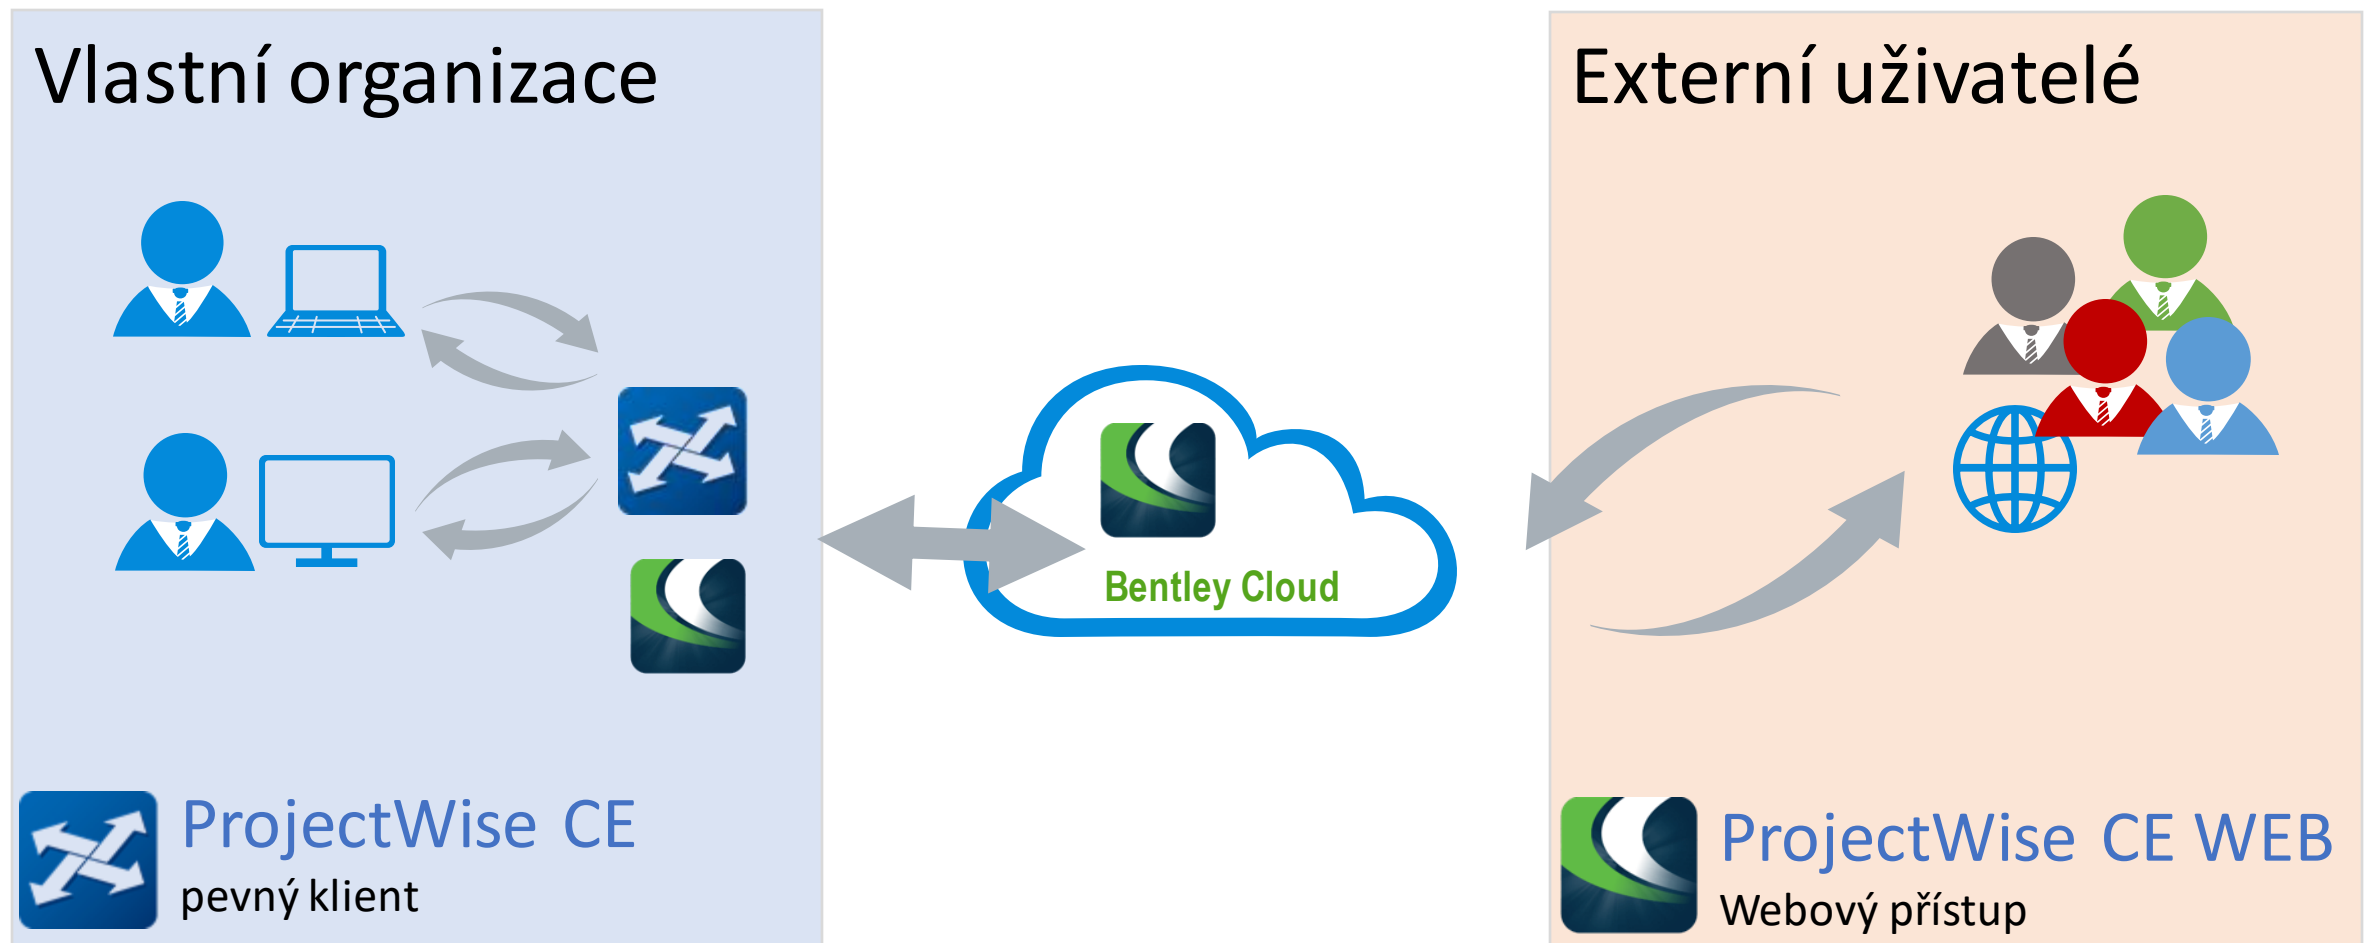 Vlastní organizace
Externí uživatelé
Bentley Cloud
ProjectWise CE
pevný klient
ProjectWise CE WEB
Webový přístup